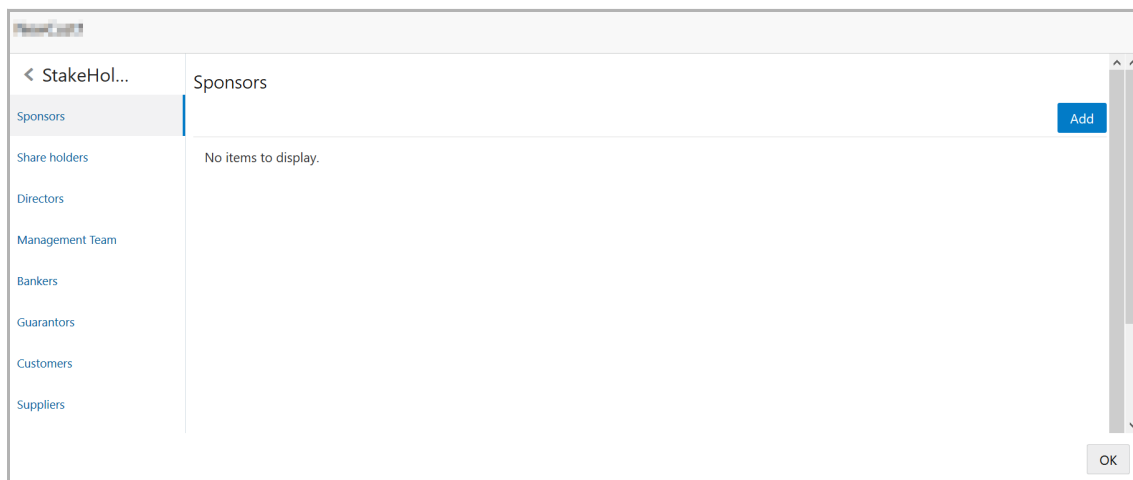 StakeHol...
Sponsors
Share holders
Directors
Management Team
Bankers
Guarantors
Customers
Suppliers
Sponsors
Add
No items to display.
OK